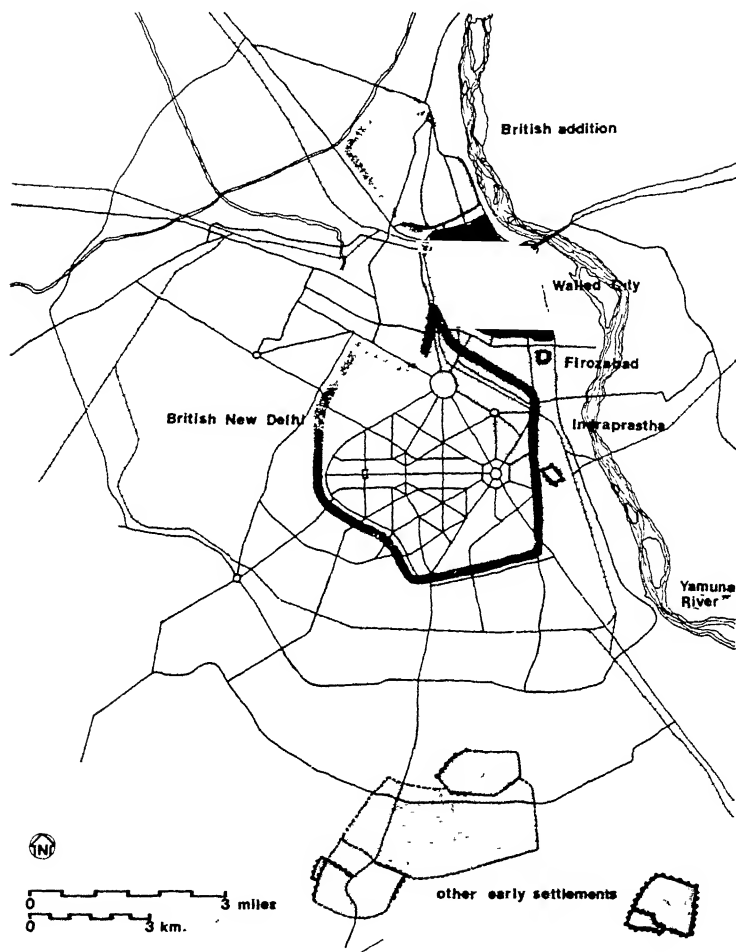 British addition
Walled City
Firozabad
British New Delhi
Indraprastha
Yamuna
River
N
0 3 miles
0 3 km.
other early settlements